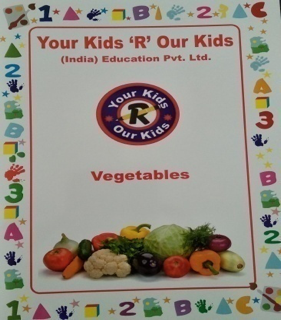 Your Kids 'R' Our Kids
(India) Education Pvt. Ltd.
Your Kids
R
Our Kids
Vegetables